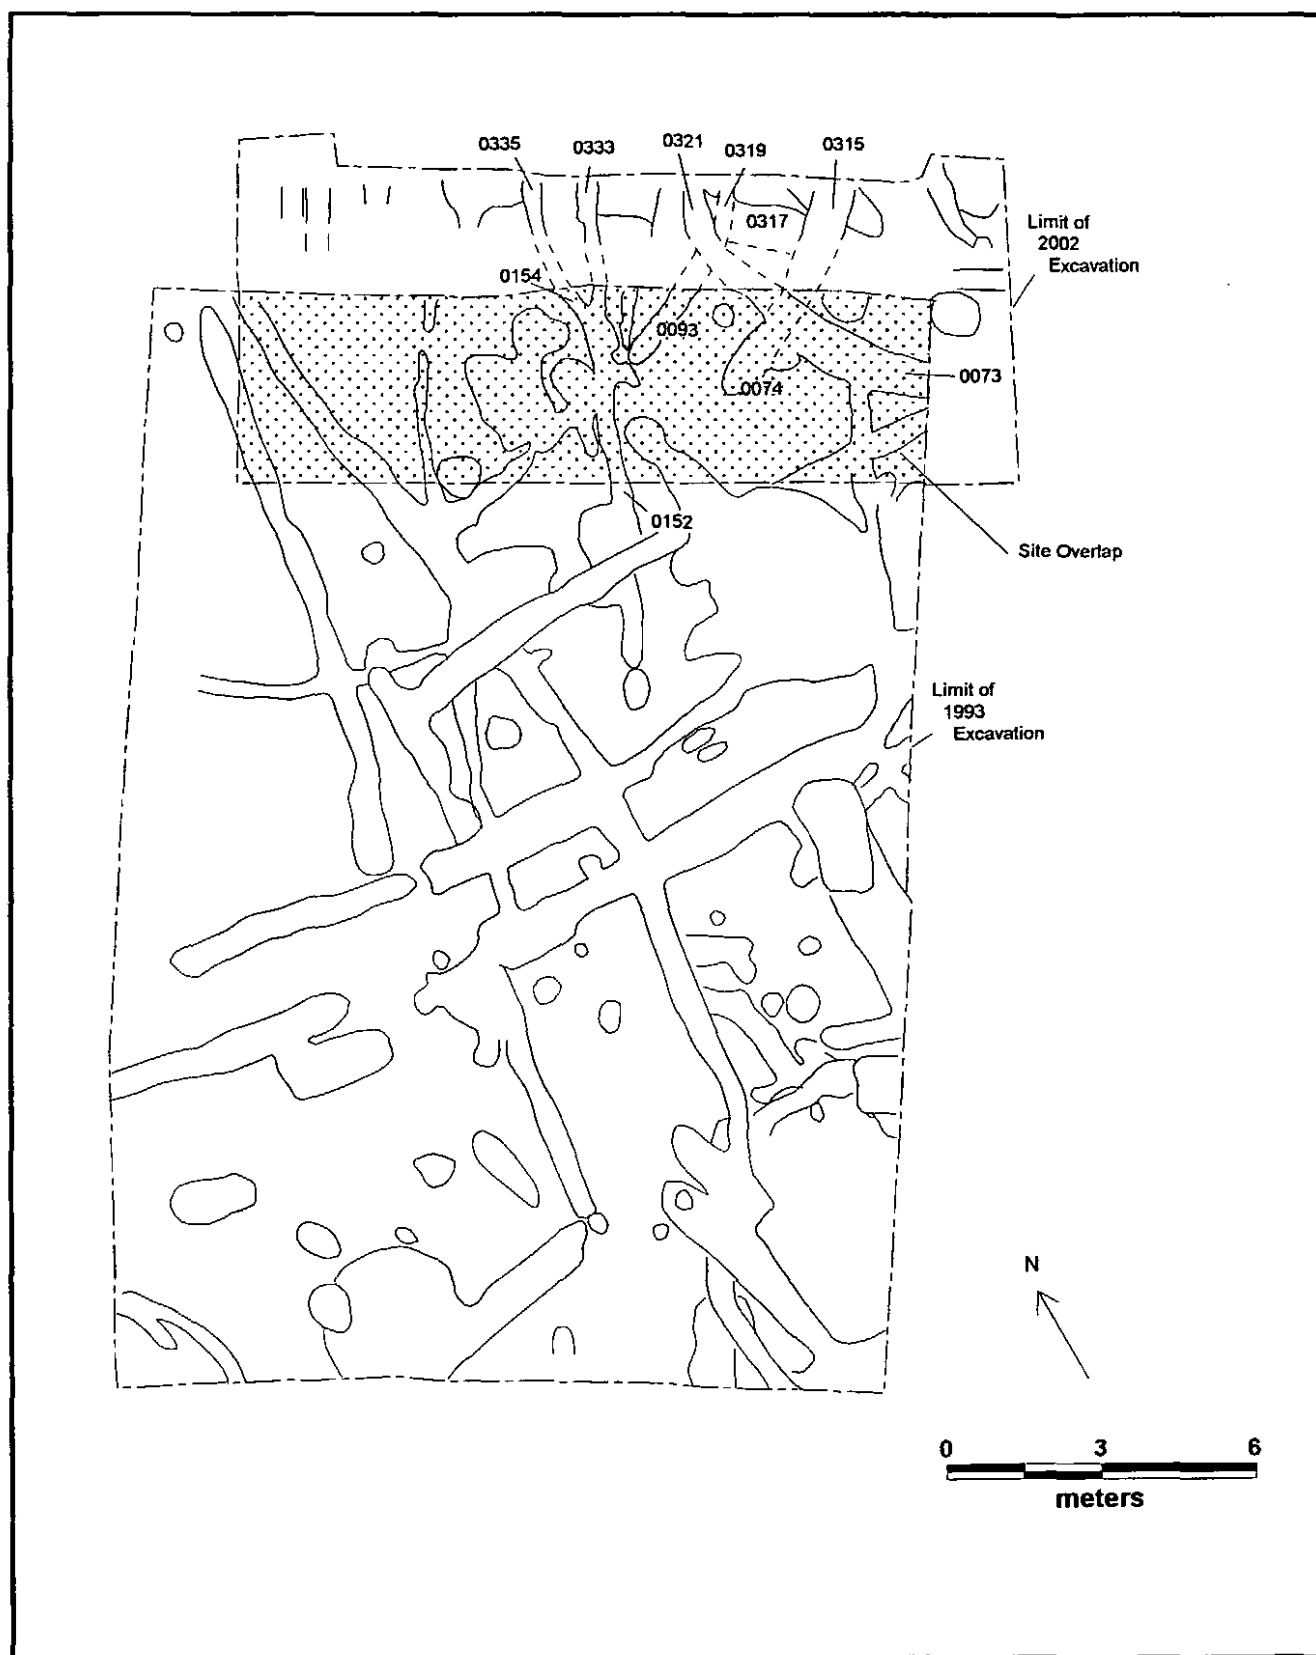 0335
0333
0321
0319
0315
0317
Limit of
2002
Excavation
0154
0093
0074
0073
0152
Site Overlap
Limit of
1993
Excavation
N
0 3 6
meters